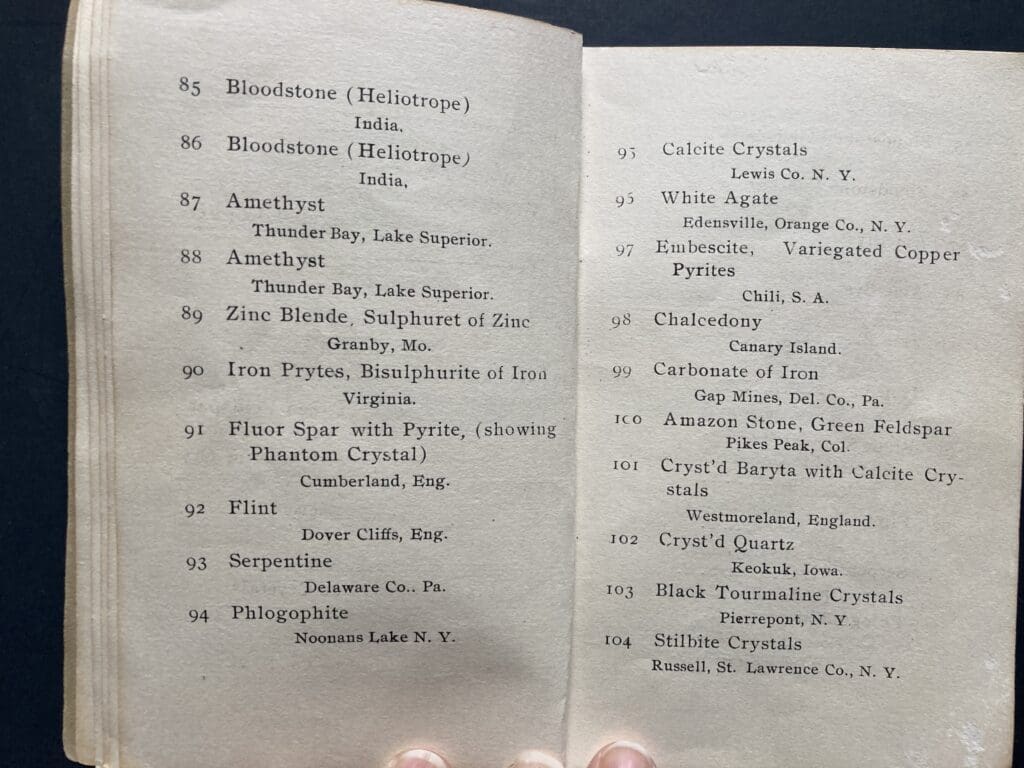 85 Bloodstone (Heliotrope)
India.
86 Bloodstone (Heliotrope)
India,
87 Amethyst
Thunder Bay, Lake Superior.
88 Amethyst
Thunder Bay, Lake Superior.
89 Zinc Blende, Sulphuret of Zinc
Granby, Mo.
90 Iron Prytes, Bisulphurite of Iron
Virginia.
91 Fluor Spar with Pyrite, (showing
Phantom Crystal)
Cumberland, Eng.
92 Flint
Dover Cliffs, Eng.
93 Serpentine
Delaware Co.. Pa.
94 Phlogophite
Noonans Lake N. Y.
95 Calcite Crystals
Lewis Co. N. Y.
96 White Agate
Edensville, Orange Co., N. Y.
97 Embescite, Variegated Copper
Pyrites
Chili, S. A.
98 Chalcedony
Canary Island.
99 Carbonate of Iron
Gap Mines, Del. Co., Pa.
100 Amazon Stone, Green Feldspar
Pikes Peak, Col.
101 Cryst'd Baryta with Calcite Cry-
stals
Westmoreland, England.
102 Cryst'd Quartz
Keokuk, Iowa.
103 Black Tourmaline Crystals
Pierrepont, N. Y.
104 Stilbite Crystals
Russell, St. Lawrence Co., N. Y.